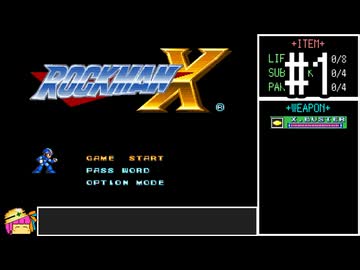 ROCKMAN X
®
GAME START
PASS WORD
OPTION MODE
+ITEM+
LIF 0/8
SUB 0/4
PAR 0/4
#1
+WEAPON+
X.BUSTER